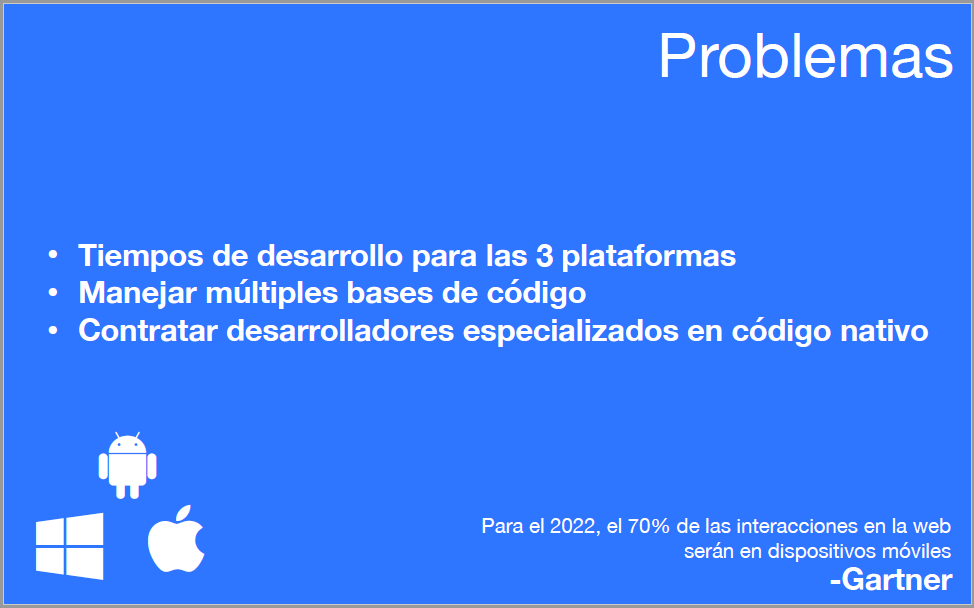 Problemas
• Tiempos de desarrollo para las 3 plataformas
• Manejar múltiples bases de código
• Contratar desarrolladores especializados en código nativo
Para el 2022, el 70% de las interacciones en la web
serán en dispositivos móviles
-Gartner